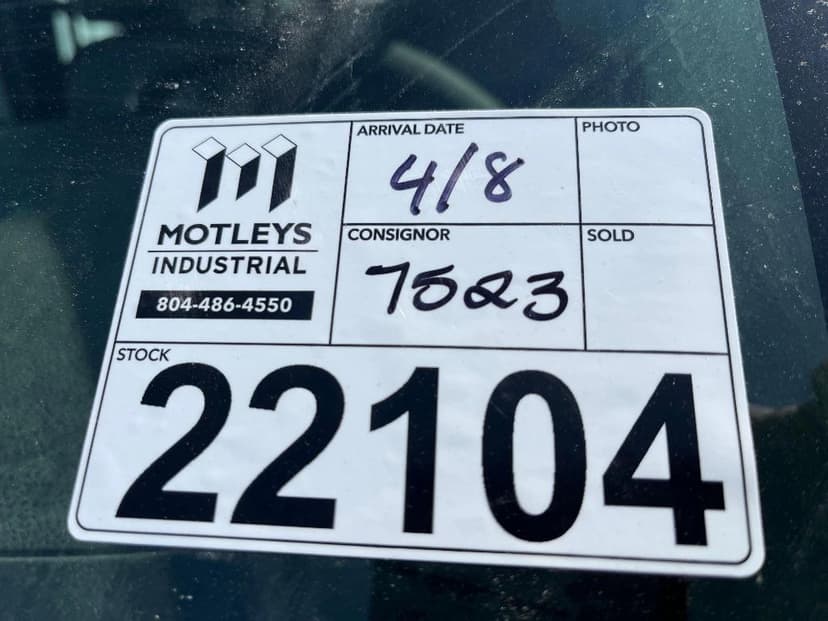 MOTLEYS
INDUSTRIAL
804-486-4550
ARRIVAL DATE
4/8
PHOTO
CONSIGNOR
7523
SOLD
STOCK
22104